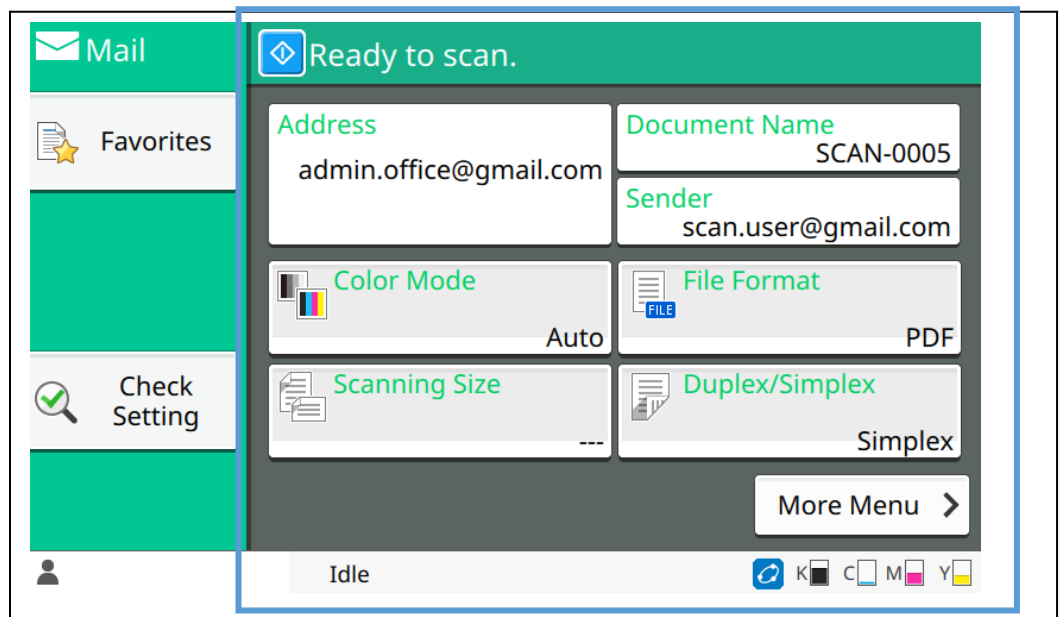 Mail
Ready to scan.
Favorites
Address
admin.office@gmail.com
Document Name
SCAN-0005
Sender
scan.user@gmail.com
Color Mode
Auto
FILE
File Format
PDF
Check
Setting
Scanning Size
---
Duplex/Simplex
Simplex
More Menu
Idle
K C M Y